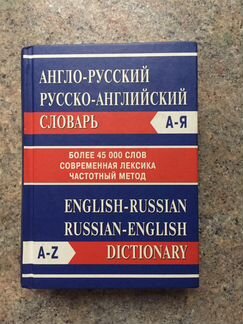 АНГЛО-РУССКИЙ
РУССКО-АНГЛИЙСКИЙ
СЛОВАРЬ А-Я
БОЛЕЕ 45 000 СЛОВ
СОВРЕМЕННАЯ ЛЕКСИКА
ЧАСТОТНЫЙ МЕТОД
ENGLISH-RUSSIAN
RUSSIAN-ENGLISH
A-Z DICTIONARY